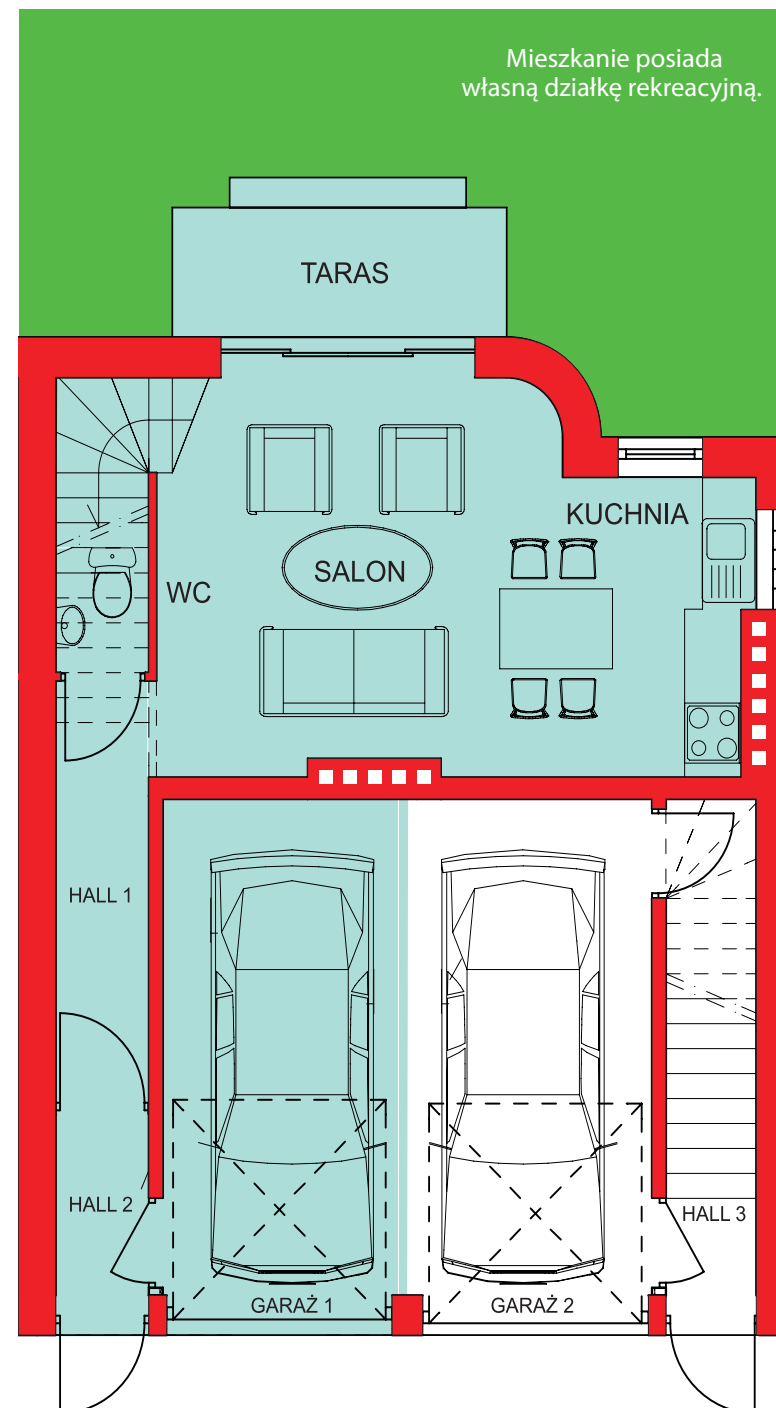 Mieszkanie posiada
własną działkę rekreacyjną.
TARAS
KUCHNIA
SALON
WC
HALL 1
HALL 2
HALL 3
GARAŻ 1
GARAŻ 2